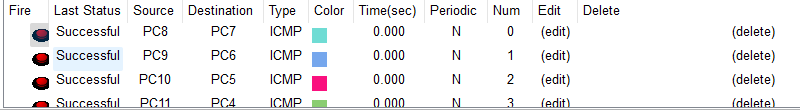 Fire Last Status Source Destination Type Color Time(sec) Periodic Num Edit Delete
Successful PC8 PC7 ICMP 0.000 N 0 (edit) (delete)
Successful PC9 PC6 ICMP 0.000 N 1 (edit) (delete)
Successful PC10 PC5 ICMP 0.000 N 2 (edit) (delete)
Successful PC11 PC4 ICMP 0.000 N 3 (edit) (delete)